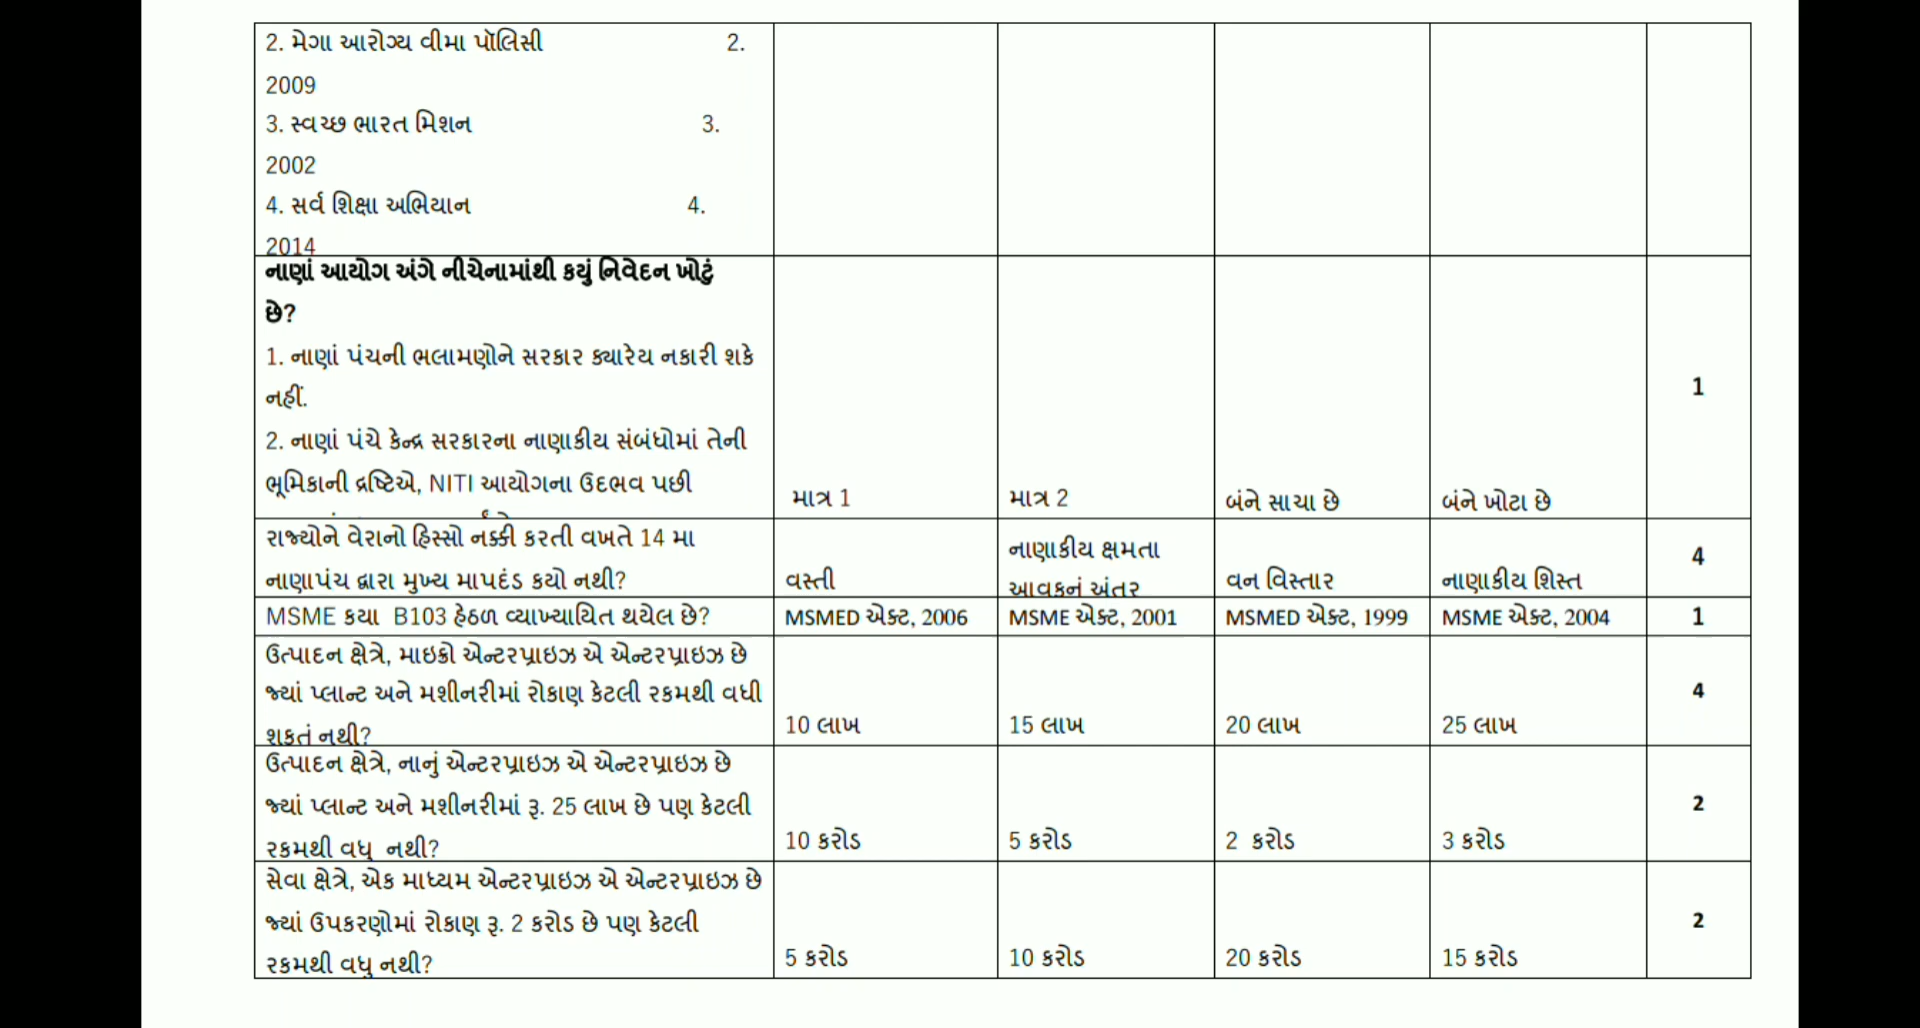 2. મેગા આરોગ્ય વીમા પૉલિસી 2.
2009
3. સ્વચ્છ ભારત મિશન 3.
2002
4. સર્વ શિક્ષા અભિયાન 4.
2014
નાણાં આયોગ અંગે નીચેનામાંથી કયું નિવેદન ખોટું
છે?
1. નાણાં પંચની ભલામણોને સરકાર ક્યારેય નકારી શકે
નહીં.
2. નાણાં પંચે કેન્દ્ર સરકારના નાણાકીય સંબંધોમાં તેની
ભૂમિકાની દ્રષ્ટિએ, NITI આયોગના ઉદભવ પછી
માત્ર 1
માત્ર 2
બંને સાચા છે
બંને ખોટા છે
1
રાજ્યોને વેરાનો હિસ્સો નક્કી કરતી વખતે 14 મા
નાણાપંચ દ્વારા મુખ્ય માપદંડ કયો નથી?
વસ્તી
નાણાકીય ક્ષમતા
આવકનું અંતર
વન વિસ્તાર
નાણાકીય શિસ્ત
4
MSME કયા B103 હેઠળ વ્યાખ્યાયિત થયેલ છે?
MSMED એક્ટ, 2006
MSME એક્ટ, 2001
MSMED એક્ટ, 1999
MSME એક્ટ, 2004
1
ઉત્પાદન ક્ષેત્રે, માઇક્રો એન્ટરપ્રાઇઝ એ એન્ટરપ્રાઇઝ છે
જ્યાં પ્લાન્ટ અને મશીનરીમાં રોકાણ કેટલી રકમથી વધી
શકતું નથી?
10 લાખ
15 લાખ
20 લાખ
25 લાખ
4
ઉત્પાદન ક્ષેત્રે, નાનું એન્ટરપ્રાઇઝ એ એન્ટરપ્રાઇઝ છે
જ્યાં પ્લાન્ટ અને મશીનરીમાં રૂ. 25 લાખ છે પણ કેટલી
રકમથી વધુ નથી?
10 કરોડ
5 કરોડ
2 કરોડ
3 કરોડ
2
સેવા ક્ષેત્રે, એક માધ્યમ એન્ટરપ્રાઇઝ એ એન્ટરપ્રાઇઝ છે
જ્યાં ઉપકરણોમાં રોકાણ રૂ. 2 કરોડ છે પણ કેટલી
રકમથી વધુ નથી?
5 કરોડ
10 કરોડ
20 કરોડ
15 કરોડ
2